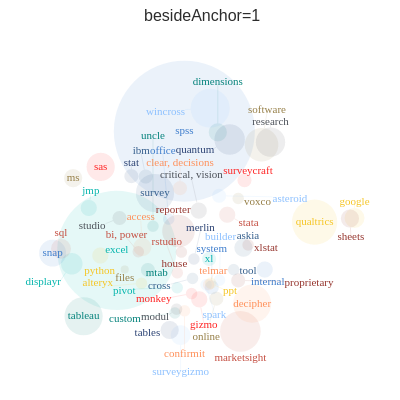 besideAnchor=1
dimensions
wincross
software
research
uncle
spss
ibmoffice
quantum
stat
clear, decisions
critical, vision
surveycraft
sas
ms
jmp
survey
voxco
asteroid
google
reporter
access
stata
qualtrics
studio
merlin
sql
bi, power
rstudio
builder
askia
sheets
snap
excel
system
xlstat
xl
house
python
mtab
telmar
tool
displayr
alteryx
files
cross
internal
proprietary
pivot
monkey
ppt
decipher
tableau
custom
modul
spark
gizmo
tables
online
confirmit
marketsight
surveygizmo